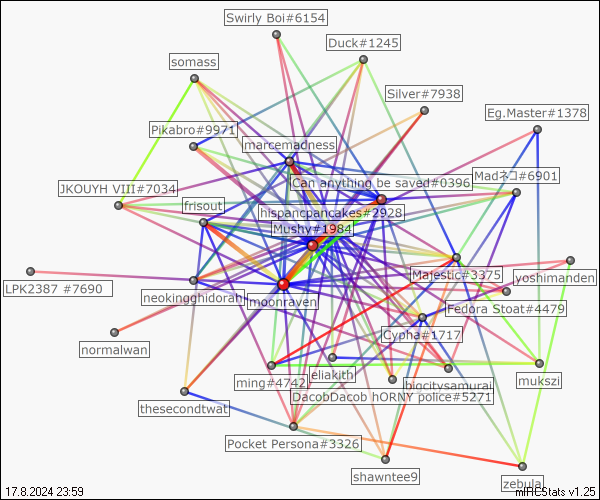 Swirly Boi#6154
Duck#1245
somass
Silver#7938
Eg.Master#1378
Pikabro#9971
marcemadness
Madネコ#6901
Can anything be saved#0396
JKOUYH VIII#7034
frisout
hispancpancakes#2928
Mushy#1984
Majestic#3375
yoshimanden
LPK2387 #7690
neokingghidorah
moonraven
Fedora Stoat#4479
Cypha#1717
normalwan
eliakith
ming#4742
bigcitysamurai
mukszi
DacobDacob hORNY police#5271
thesecondtwat
Pocket Persona#3326
shawntee9
zebula
17.8.2024 23:59
mIRCStats v1.25